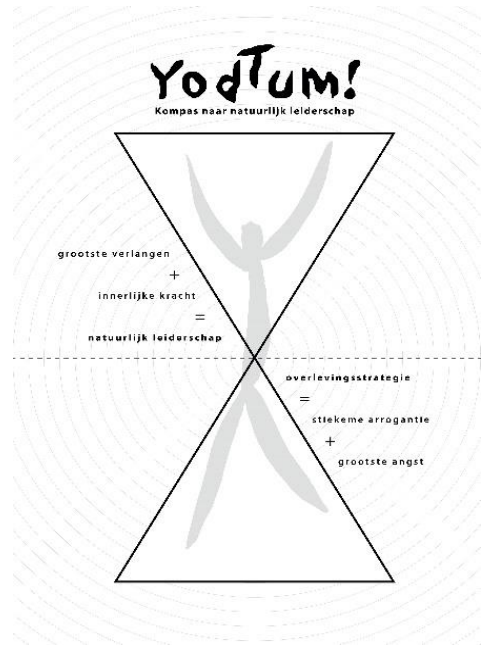 YodTum!
Kompas naar natuurlijk leiderschap
grootste verlangen
+
innerlijke kracht
=
natuurlijk leiderschap
overlevingsstrategie
=
stiekeme arrogantie
+
grootste angst